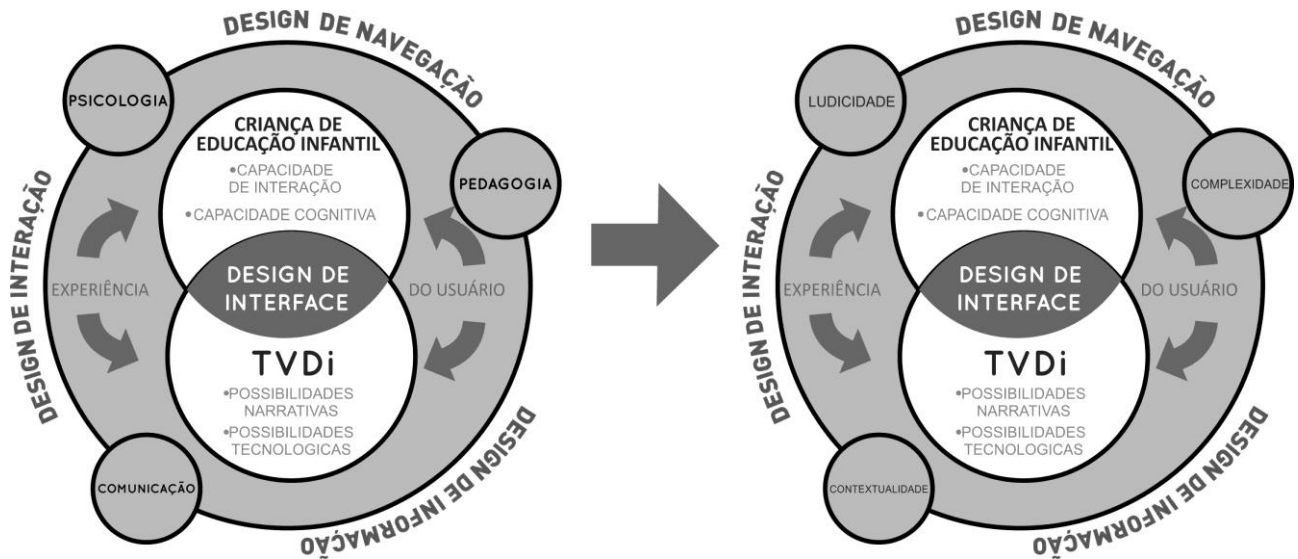 DESIGN DE NAVEGAÇÃO
PSICOLOGIA
CRIANÇA DE
EDUCAÇÃO INFANTIL
•CAPACIDADE
DE INTERAÇÃO
•CAPACIDADE COGNITIVA
PEDAGOGIA
DESIGN DE INTERAÇÃO
EXPERIÊNCIA
DESIGN DE
INTERFACE
DO USUÁRIO
TVDi
•POSSIBILIDADES
NARRATIVAS
•POSSIBILIDADES
TECNOLOGICAS
COMUNICAÇÃO
DESIGN DE INFORMAÇÃO
DESIGN DE NAVEGAÇÃO
LUDICIDADE
CRIANÇA DE
EDUCAÇÃO INFANTIL
•CAPACIDADE
DE INTERAÇÃO
•CAPACIDADE COGNITIVA
COMPLEXIDADE
DESIGN DE INTERAÇÃO
EXPERIÊNCIA
DESIGN DE
INTERFACE
DO USUÁRIO
TVDi
•POSSIBILIDADES
NARRATIVAS
•POSSIBILIDADES
TECNOLOGICAS
CONTEXTUALIDADE
DESIGN DE INFORMAÇÃO